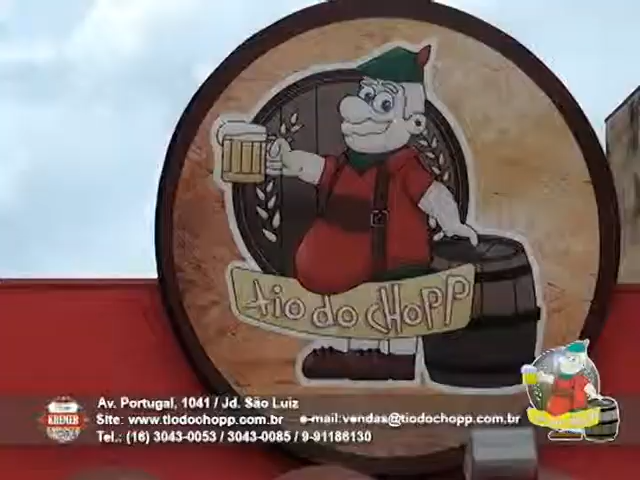 tio do cHopp
Av. Portugal, 1041 / Jd. São Luiz
KREMER
Site: www.tiodochopp.com.br e-mail:vendas@tiodochopp.com.br
Tel.: (16) 3043-0053 / 3043-0085 / 9-91186130